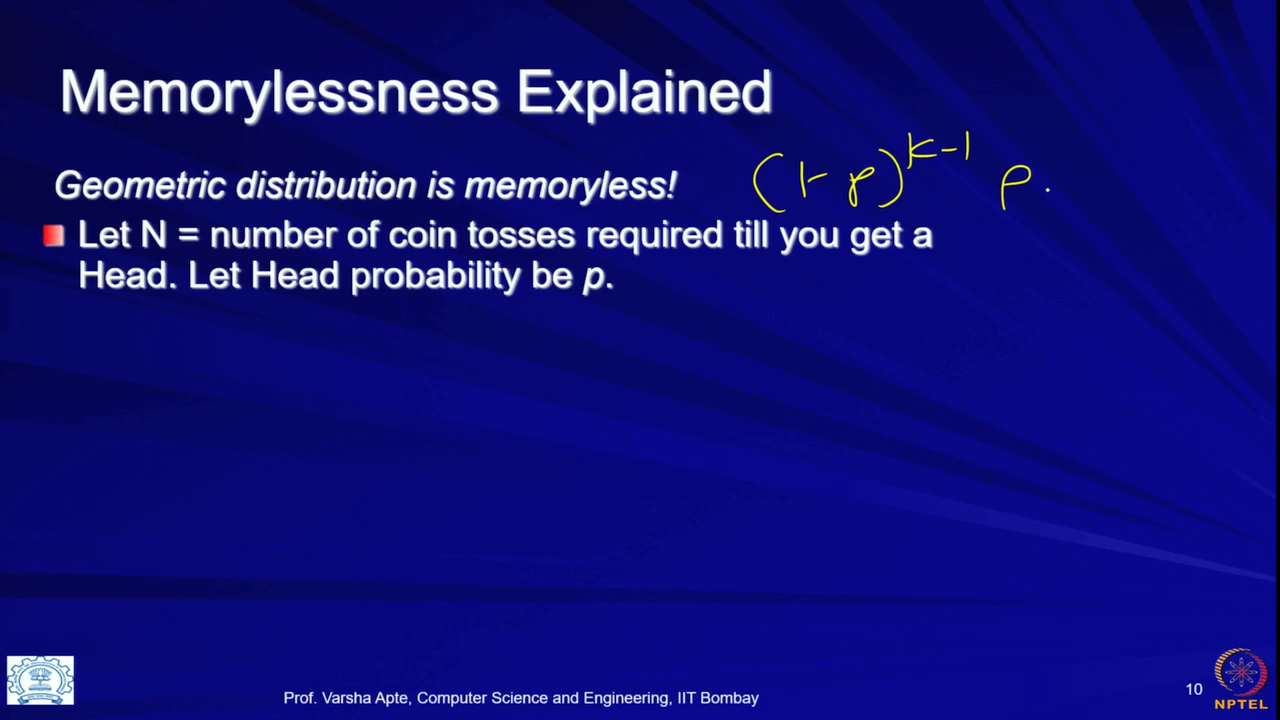 Memorylessness Explained
Geometric distribution is memoryless!
(1-p)^{k-1} p.
Let N = number of coin tosses required till you get a
Head. Let Head probability be p.
Prof. Varsha Apte, Computer Science and Engineering, IIT Bombay
10
NPTEL